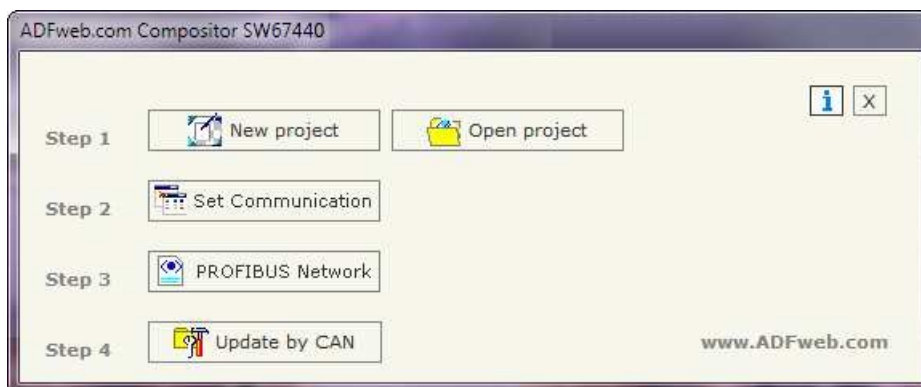 ADFweb.com Compositor SW67440
i X
Step 1 New project Open project
Step 2 Set Communication
Step 3 PROFIBUS Network
Step 4 Update by CAN
www.ADFweb.com